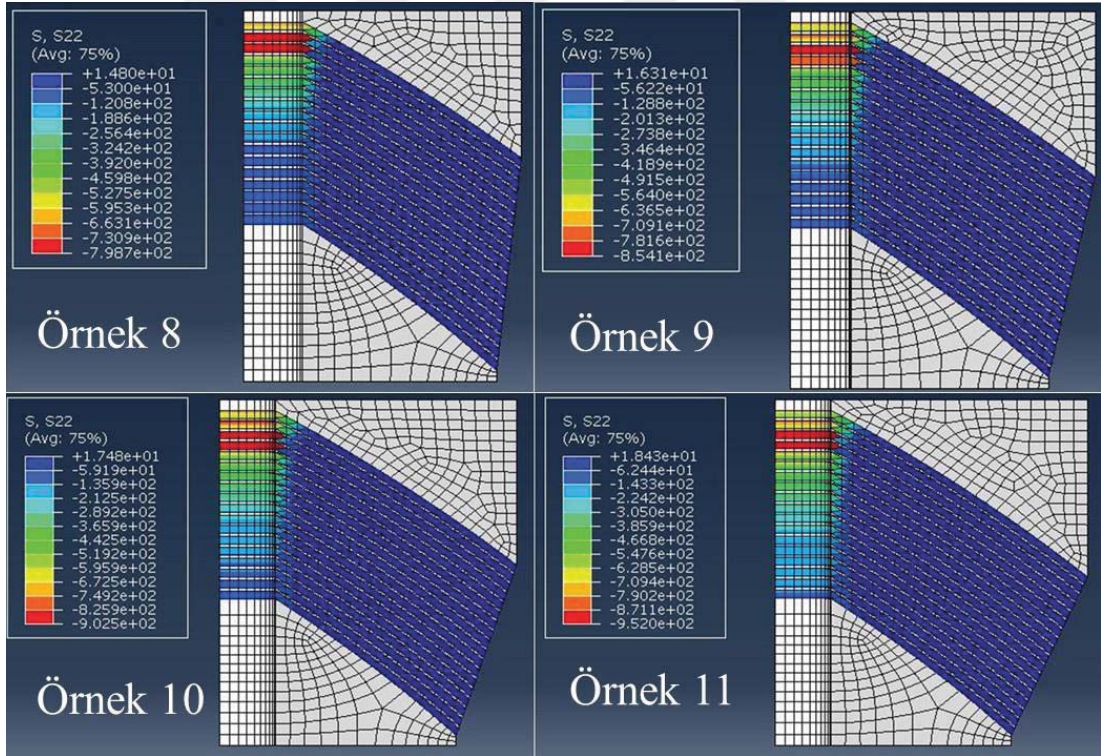 S, S22
(Avg: 75%)
+1.480e+01
-5.300e+01
-1.208e+02
-1.886e+02
-2.564e+02
-3.242e+02
-3.920e+02
-4.598e+02
-5.275e+02
-5.953e+02
-6.631e+02
-7.309e+02
-7.987e+02
Örnek 8
S, S22
(Avg: 75%)
+1.631e+01
-5.622e+01
-1.288e+02
-2.013e+02
-2.738e+02
-3.464e+02
-4.189e+02
-4.915e+02
-5.640e+02
-6.365e+02
-7.091e+02
-7.816e+02
-8.541e+02
Örnek 9
S, S22
(Avg: 75%)
+1.748e+01
-5.919e+01
-1.359e+02
-2.125e+02
-2.892e+02
-3.659e+02
-4.425e+02
-5.192e+02
-5.959e+02
-6.725e+02
-7.492e+02
-8.259e+02
-9.025e+02
Örnek 10
S, S22
(Avg: 75%)
+1.843e+01
-6.244e+01
-1.433e+02
-2.242e+02
-3.050e+02
-3.859e+02
-4.668e+02
-5.476e+02
-6.285e+02
-7.094e+02
-7.902e+02
-8.711e+02
-9.520e+02
Örnek 11